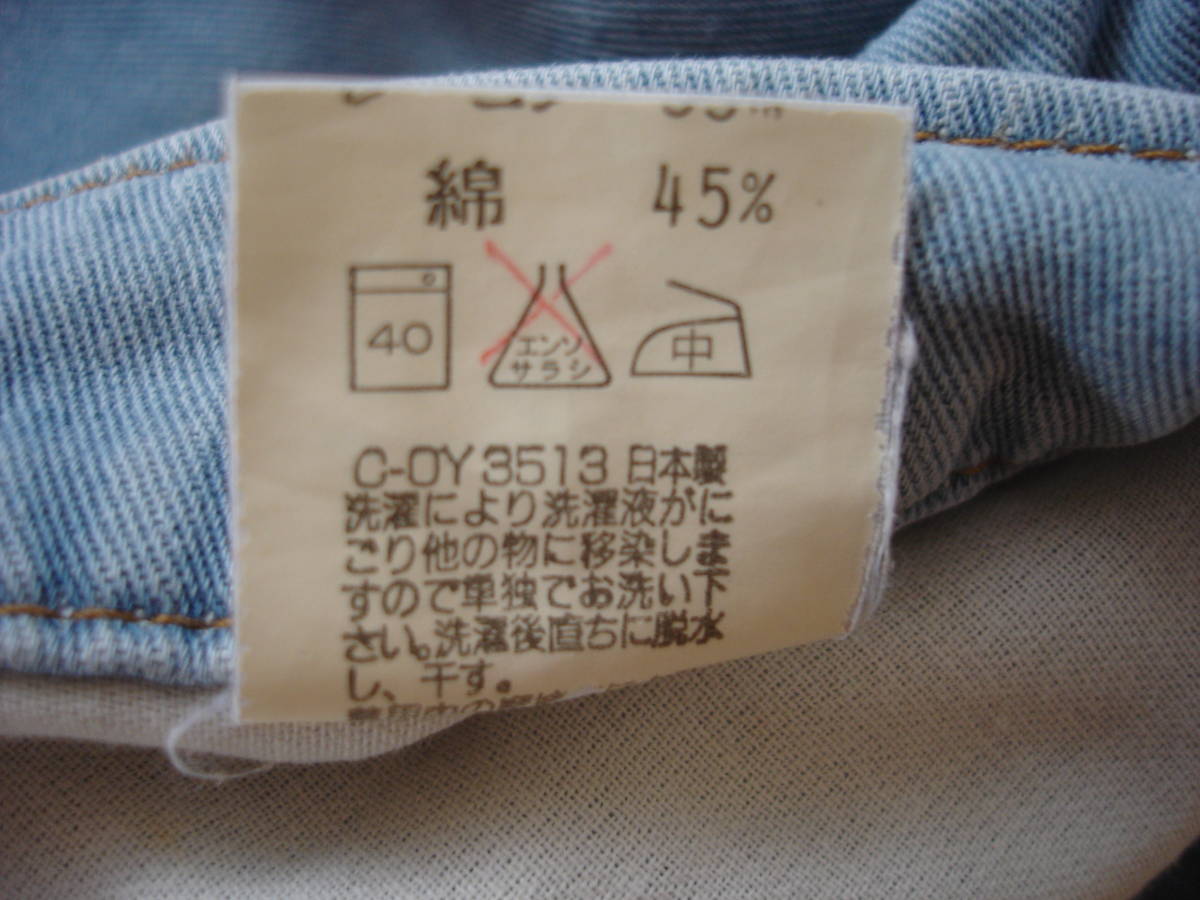 綿 45%
40 エンソ 中
サラシ
C-OY 3513 日本製
洗濯により洗濯液がに
ごり他の物に移染しま
すので単独でお洗い下
さい。洗濯後直ちに脱水
し、干す。